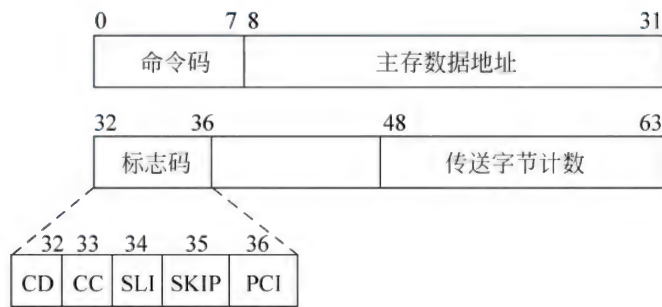 0 7 8 31
命令码 主存数据地址
32 36 48 63
标志码 传送字节计数
32 33 34 35 36
CD CC SLI SKIP PCI